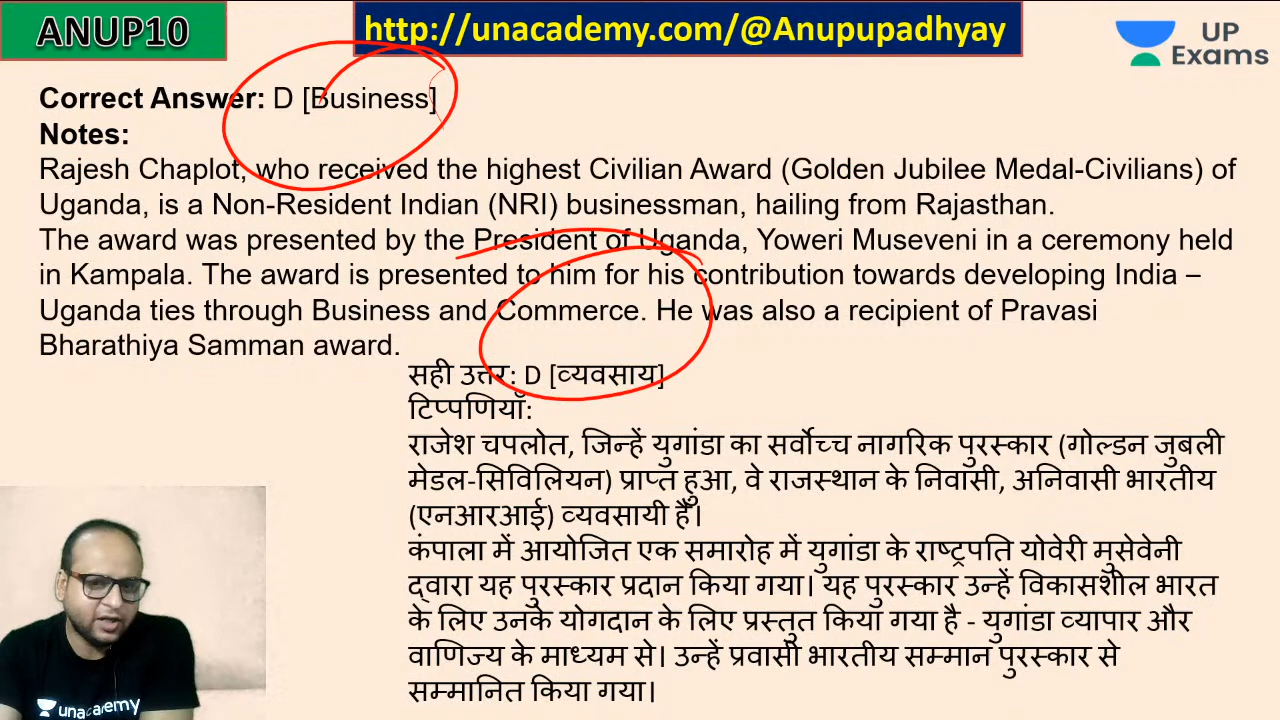 ANUP10
http://unacademy.com/@Anupupadhyay
UP
Exams
Correct Answer: D [Business]
Notes:
Rajesh Chaplot, who received the highest Civilian Award (Golden Jubilee Medal-Civilians) of
Uganda, is a Non-Resident Indian (NRI) businessman, hailing from Rajasthan.
The award was presented by the President of Uganda, Yoweri Museveni in a ceremony held
in Kampala. The award is presented to him for his contribution towards developing India –
Uganda ties through Business and Commerce. He was also a recipient of Pravasi
Bharathiya Samman award.
सही उत्तर: D [व्यवसाय]
टिप्पणियाँ:
राजेश चपलोत, जिन्हें युगांडा का सर्वोच्च नागरिक पुरस्कार (गोल्डन जुबली
मेडल-सिविलियन) प्राप्त हुआ, वे राजस्थान के निवासी, अनिवासी भारतीय
(एनआरआई) व्यवसायी हैं।
कंपाला में आयोजित एक समारोह में युगांडा के राष्ट्रपति योवेरी मुसेवेनी
द्वारा यह पुरस्कार प्रदान किया गया। यह पुरस्कार उन्हें विकासशील भारत
के लिए उनके योगदान के लिए प्रस्तुत किया गया है - युगांडा व्यापार और
वाणिज्य के माध्यम से। उन्हें प्रवासी भारतीय सम्मान पुरस्कार से
सम्मानित किया गया।
unacademy